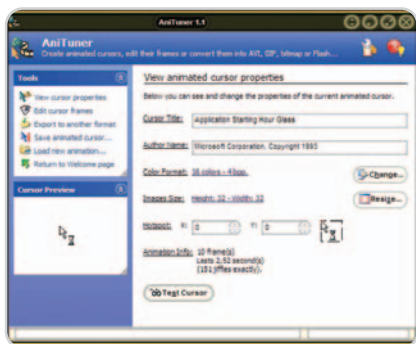 AniTuner 1.1
AniTuner
Create animated cursors, edit their frames or convert them into AVI, GIF, bitmap or Flash...
Tools
View cursor properties
Edit cursor frames
Export to another format
Save animated cursor...
Load new animation...
Return to Welcome page
Cursor Preview
View animated cursor properties
Below you can see and change the properties of the current animated cursor.
Cursor Title: Application Starting Hour Glass
Author Name: Microsoft Corporation, Copyright 1993
Color Format: 16 colors - 4 bpp. Change...
Images Size: Height: 32 - Width: 32 Resize...
Hotspot: X: 0 Y: 0
Animation Info: 10 frame(s)
Lasts 2,52 second(s)
(151 jiffies exactly).
Test Cursor